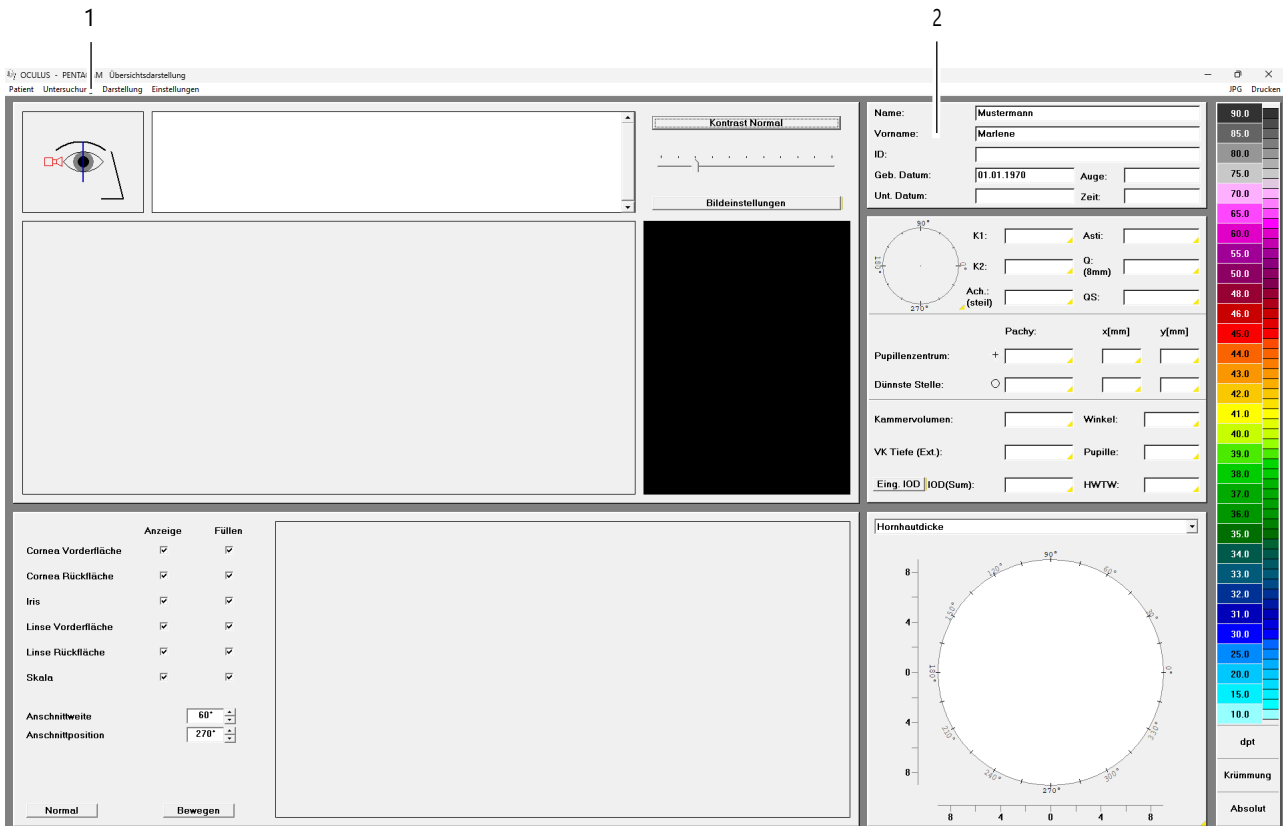 1 2
OCULUS - PENTACAM Übersichtsdarstellung
Patient Untersuchung Darstellung Einstellungen JPG Drucken
Kontrast Normal
Bildeinstellungen
Name: Mustermann
Vorname: Marlene
ID:
Geb. Datum: 01.01.1970 Auge:
Unt. Datum: Zeit:
90°
180°
0°
270°
K1: Asti:
K2: Q:
(8mm)
Ach.:
(steil) QS:
Pachy: x[mm] y[mm]
Pupillenzentrum: +
Dünnste Stelle:
Kammervolumen: Winkel:
VK Tiefe (Ext.): Pupille:
Eing. IOD IOD(Sum): HWTW:
Anzeige Füllen
Cornea Vorderfläche
Cornea Rückfläche
Iris
Linse Vorderfläche
Linse Rückfläche
Skala
Anschnittweite 60°
Anschnittposition 270°
Normal Bewegen
Hornhautdicke
90°
120° 60°
150° 30°
180° 0°
210° 330°
240° 300°
270°
8
4
0
4
8
8 4 0 4 8
90.0
85.0
80.0
75.0
70.0
65.0
60.0
55.0
50.0
48.0
46.0
45.0
44.0
43.0
42.0
41.0
40.0
39.0
38.0
37.0
36.0
35.0
34.0
33.0
32.0
31.0
30.0
25.0
20.0
15.0
10.0
dpt
Krümmung
Absolut